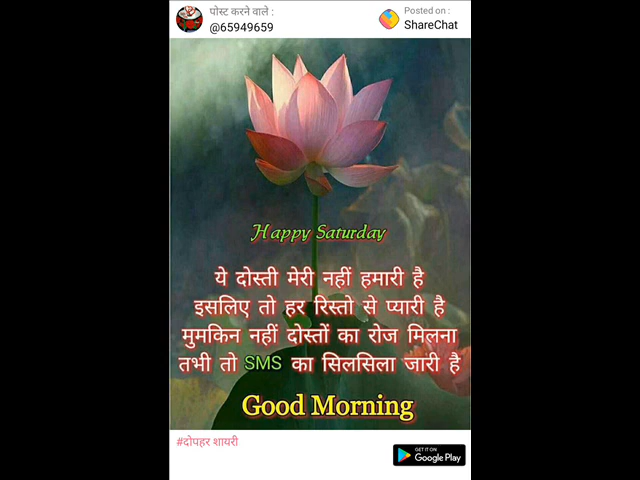 पोस्ट करने वाले :
@65949659
Posted on :
ShareChat
Happy Saturday
ये दोस्ती मेरी नहीं हमारी है
इसलिए तो हर रिस्तो से प्यारी है
मुमकिन नहीं दोस्तों का रोज मिलना
तभी तो SMS का सिलसिला जारी है
Good Morning
#दोपहर शायरी
GET IT ON
Google Play